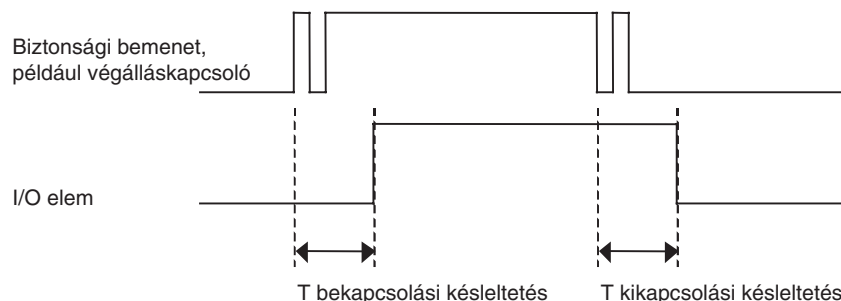 Biztonsági bemenet,
például végálláskapcsoló
I/O elem
T bekapcsolási késleltetés
T kikapcsolási késleltetés